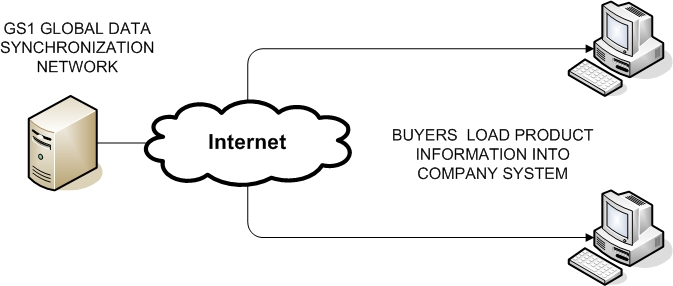 GS1 GLOBAL DATA
SYNCHRONIZATION
NETWORK
Internet
BUYERS LOAD PRODUCT
INFORMATION INTO
COMPANY SYSTEM